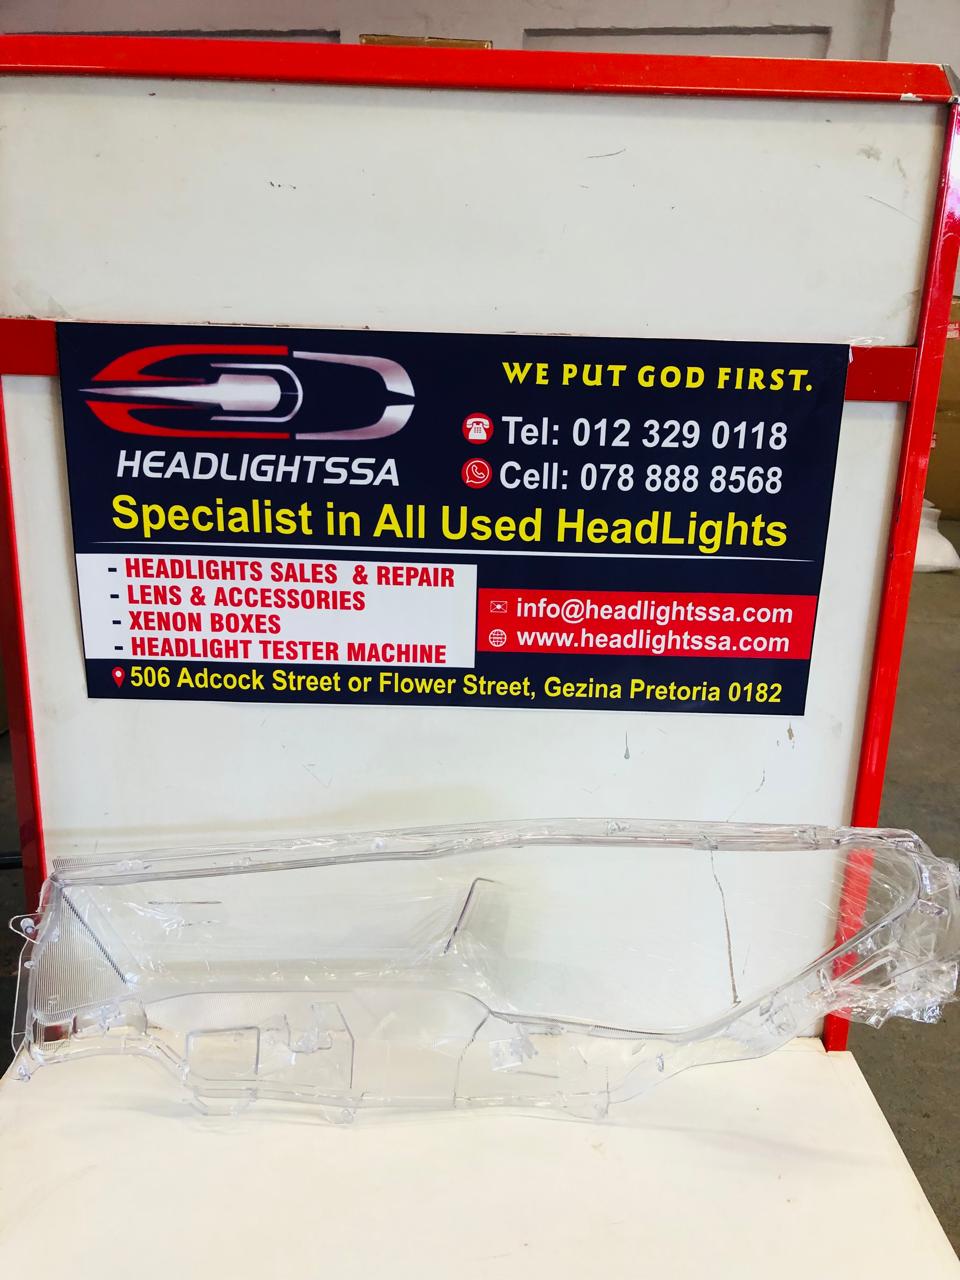 WE PUT GOD FIRST.
Tel: 012 329 0118
Cell: 078 888 8568
HEADLIGHTSSA
Specialist in All Used HeadLights
- HEADLIGHTS SALES & REPAIR
- LENS & ACCESSORIES
- XENON BOXES
- HEADLIGHT TESTER MACHINE
info@headlightssa.com
www.headlightssa.com
506 Adcock Street or Flower Street, Gezina Pretoria 0182